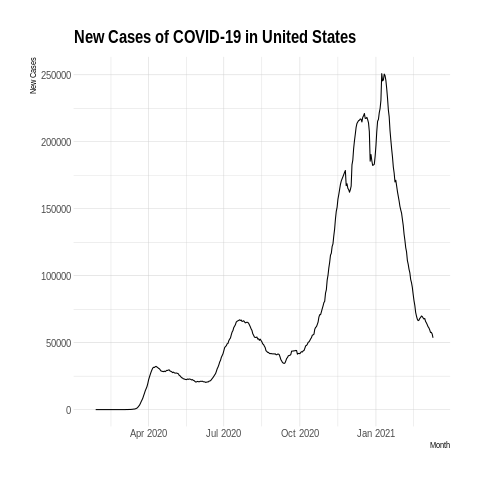 New Cases of COVID-19 in United States
New Cases
250000
200000
150000
100000
50000
0
Apr 2020 Jul 2020 Oct 2020 Jan 2021
Month